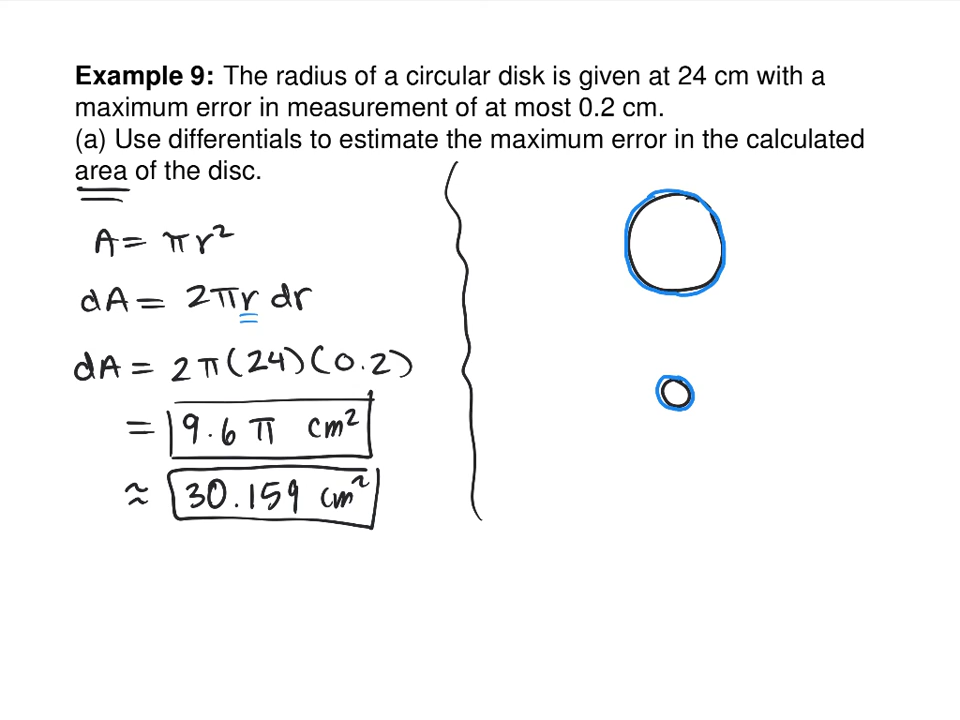 Example 9: The radius of a circular disk is given at 24 cm with a
maximum error in measurement of at most 0.2 cm.
(a) Use differentials to estimate the maximum error in the calculated
area of the disc.
A = πr²
dA = 2πr dr
dA = 2π(24)(0.2)
= 9.6π cm²
≈ 30.159 cm²